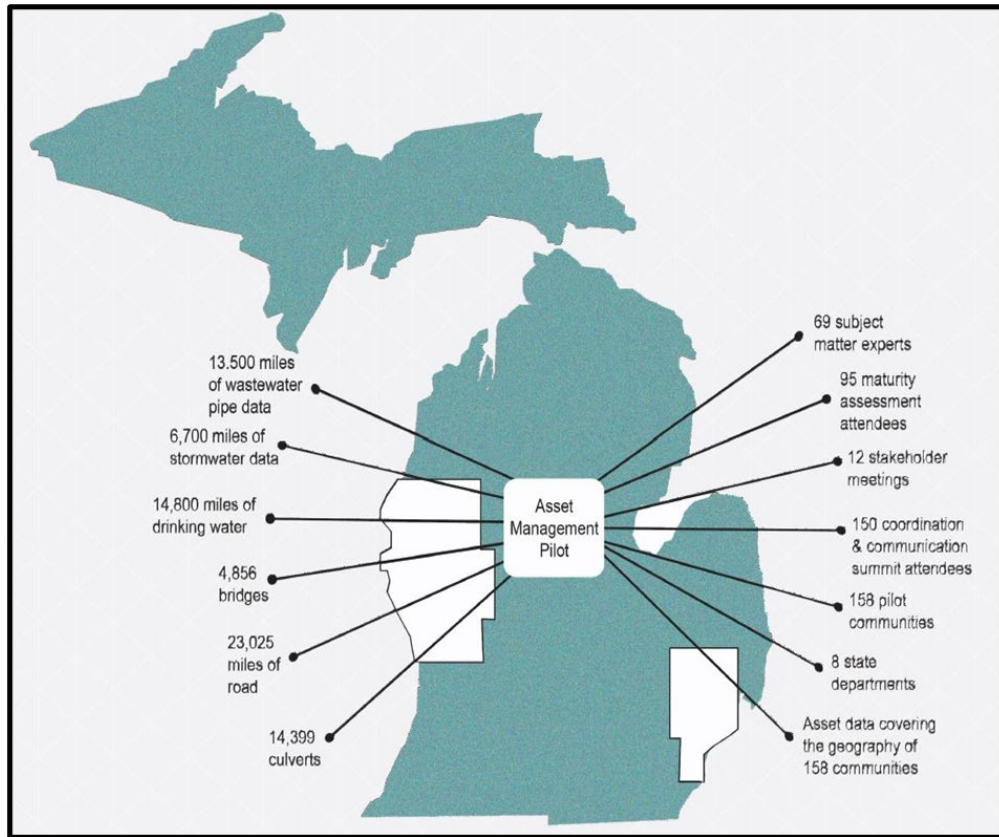 13.500 miles
of wastewater
pipe data
6,700 miles of
stormwater data
14,800 miles of
drinking water
4,856
bridges
23,025
miles of
road
14,399
culverts
Asset
Management
Pilot
69 subject
matter experts
95 maturity
assessment
attendees
12 stakeholder
meetings
150 coordination
& communication
summit attendees
158 pilot
communities
8 state
departments
Asset data covering
the geography of
158 communities